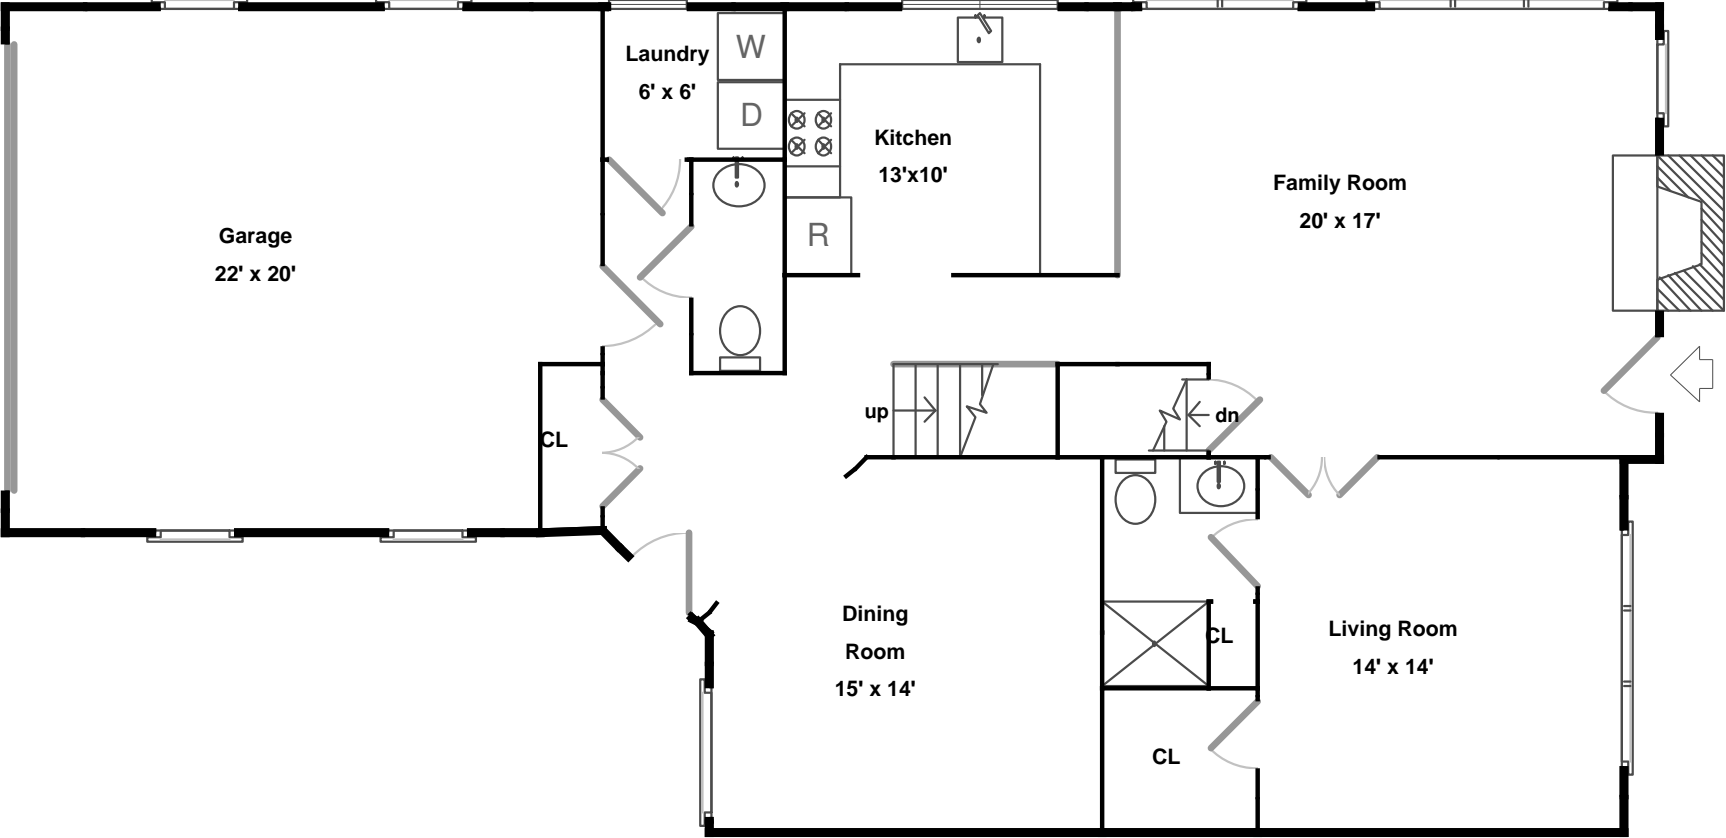 Laundry
6' x 6'
W
D
Kitchen
13'x10'
R
Family Room
20' x 17'
Garage
22' x 20'
CL
up
dn
Dining
Room
15' x 14'
CL
Living Room
14' x 14'
CL